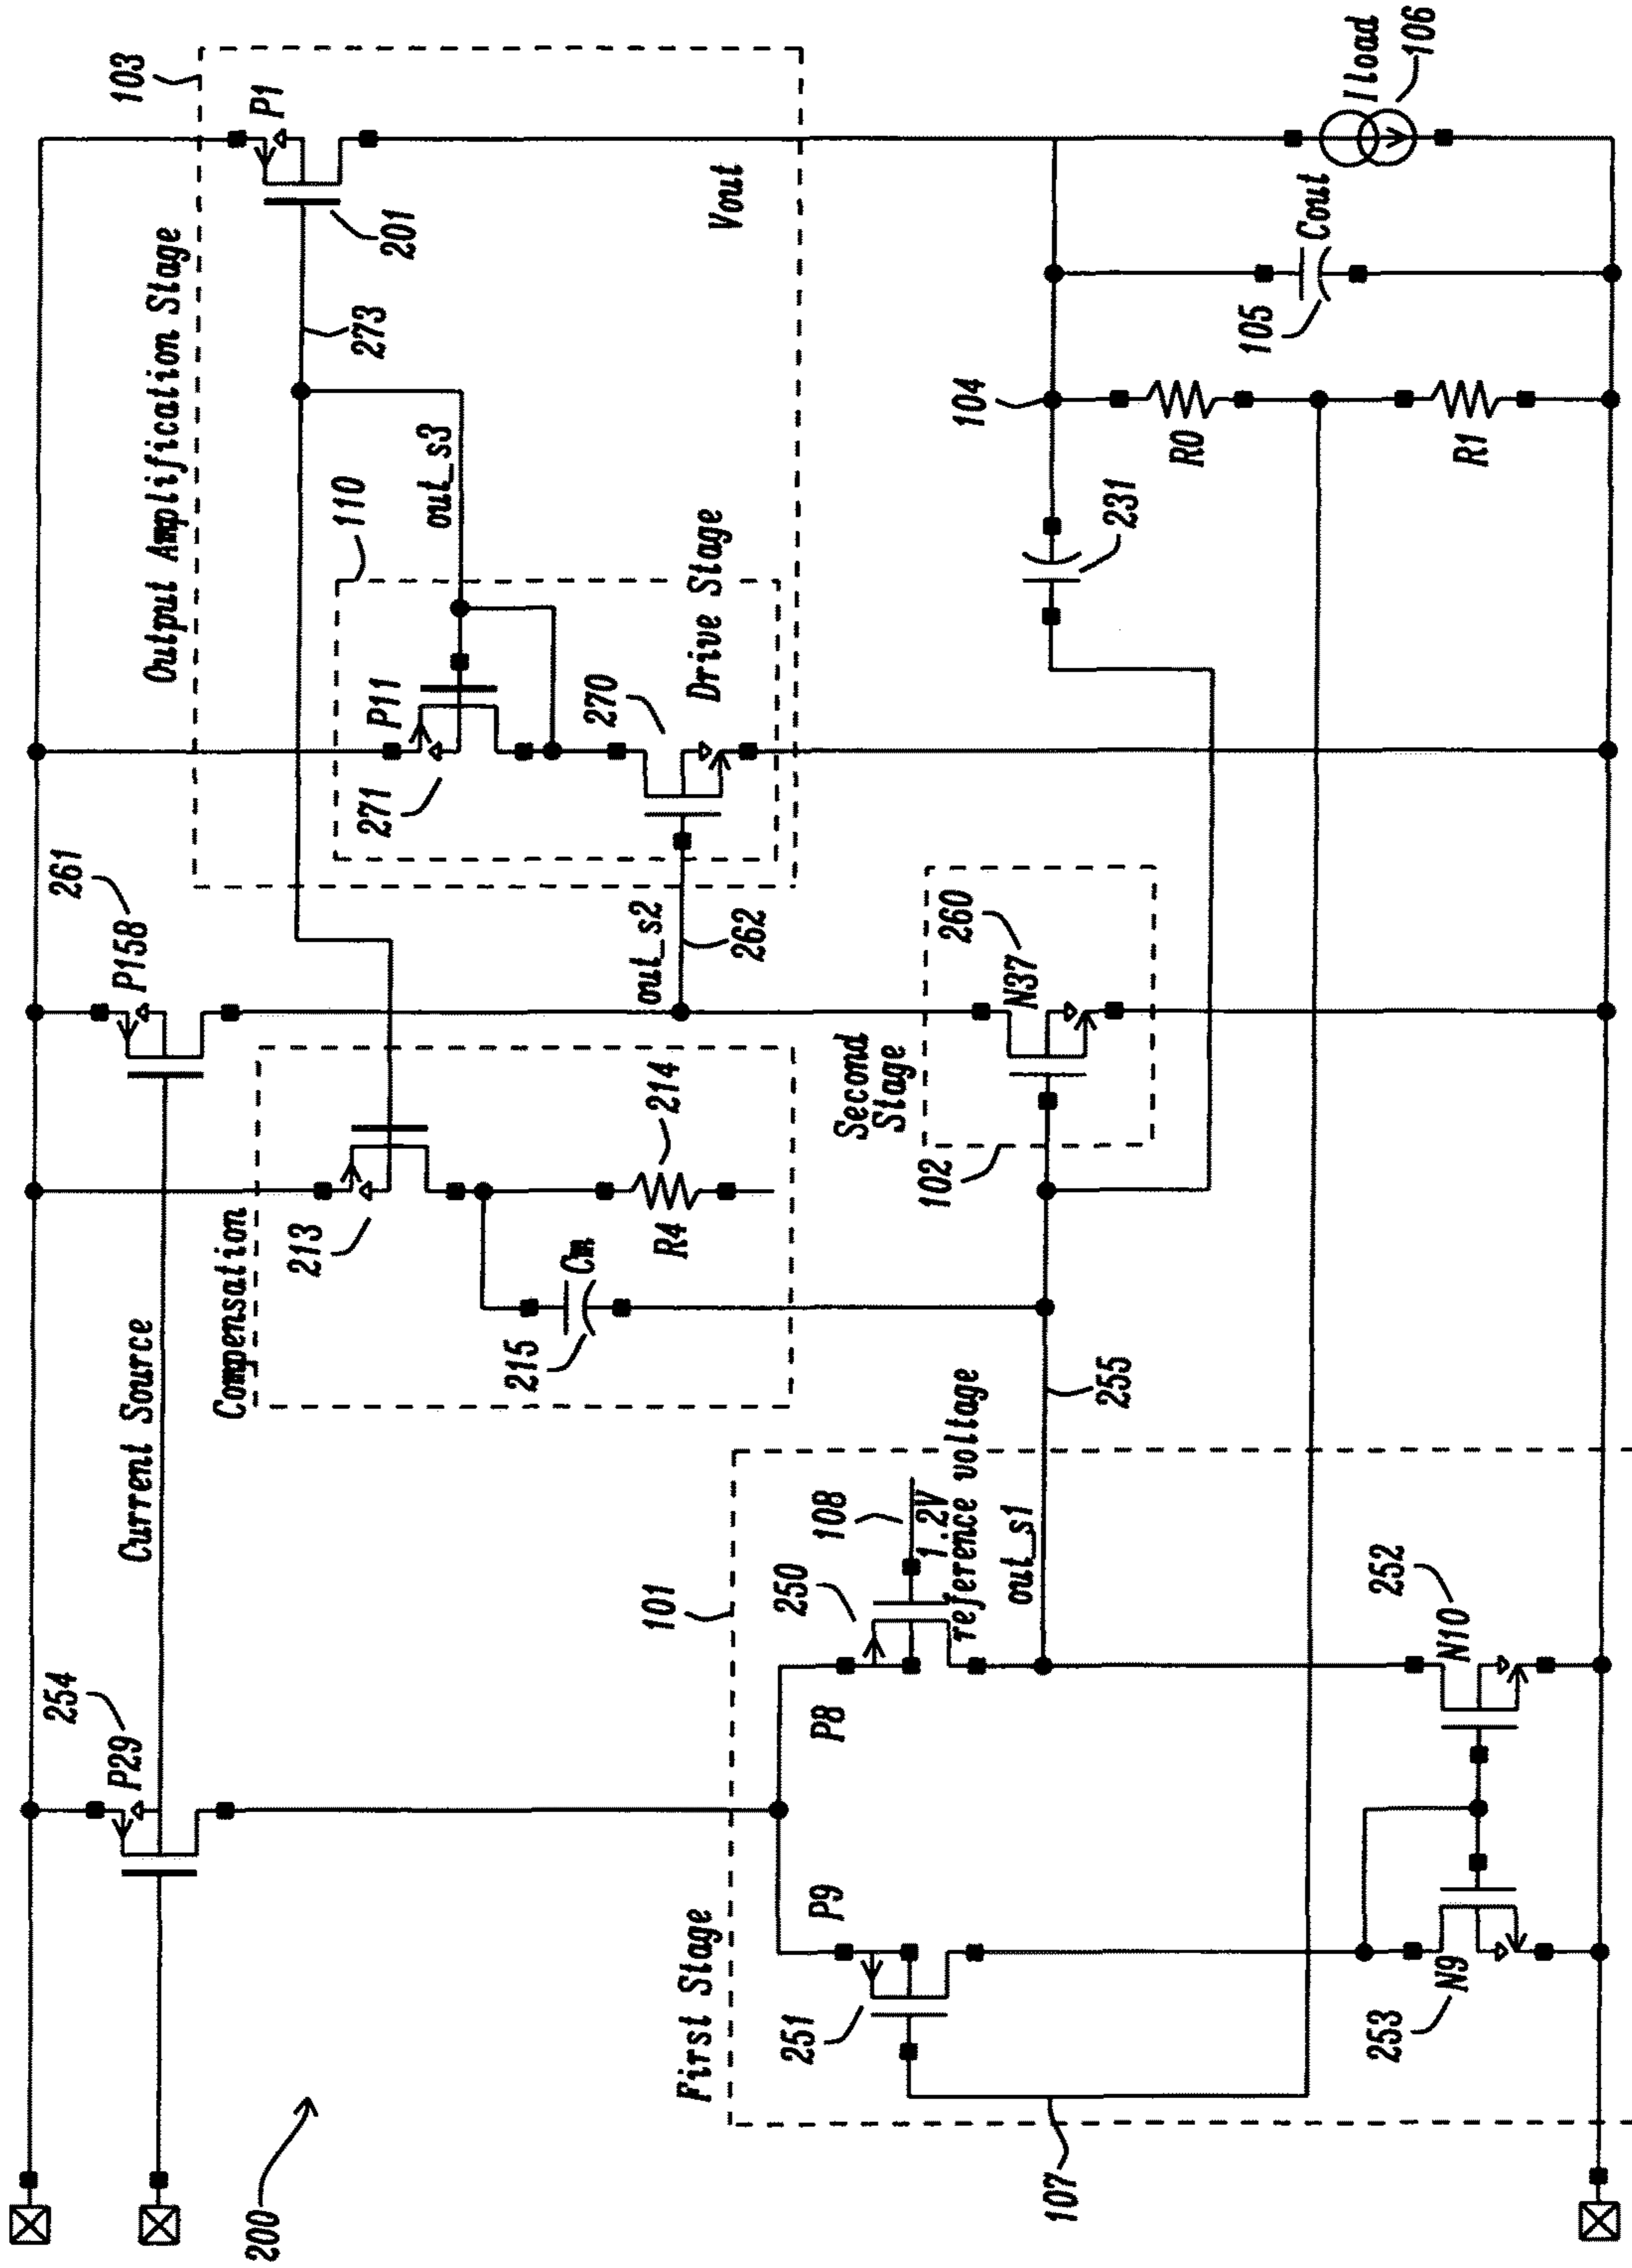 200
254
P29
Current Source
P158
261
Output Amplification Stage
103
P1
201
273
Compensation
213
R4
214
215
Cm
271
P11
110
out_s3
270
Drive Stage
out_s2
262
Vout
First Stage
101
P9
251
P8
250
108
1.2V
reference voltage
out_s1
255
Second
Stage
102
N37
260
104
231
R0
R1
105
Cout
I load
106
N9
253
N10
252
107